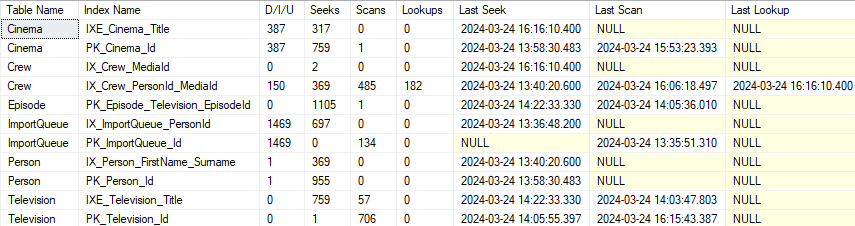 Table Name Index Name D/I/U Seeks Scans Lookups Last Seek Last Scan Last Lookup
Cinema IXE_Cinema_Title 387 317 0 0 2024-03-24 16:16:10.400 NULL NULL
Cinema PK_Cinema_Id 387 759 1 0 2024-03-24 13:58:30.483 2024-03-24 15:53:23.393 NULL
Crew IX_Crew_MediaId 0 2 0 0 2024-03-24 16:16:10.400 NULL NULL
Crew IX_Crew_PersonId_MediaId 150 369 485 182 2024-03-24 13:40:20.600 2024-03-24 16:06:18.497 2024-03-24 16:16:10.400
Episode PK_Episode_Television_EpisodeId 0 1105 1 0 2024-03-24 14:22:33.330 2024-03-24 14:05:36.010 NULL
ImportQueue IX_ImportQueue_PersonId 1469 697 0 0 2024-03-24 13:36:48.200 NULL NULL
ImportQueue PK_ImportQueue_Id 1469 0 134 0 NULL 2024-03-24 13:35:51.310 NULL
Person IX_Person_FirstName_Surname 1 369 0 0 2024-03-24 13:40:20.600 NULL NULL
Person PK_Person_Id 1 955 0 0 2024-03-24 13:58:30.483 NULL NULL
Television IXE_Television_Title 0 759 57 0 2024-03-24 14:22:33.330 2024-03-24 14:03:47.803 NULL
Television PK_Television_Id 0 1 706 0 2024-03-24 14:05:55.397 2024-03-24 16:15:43.387 NULL